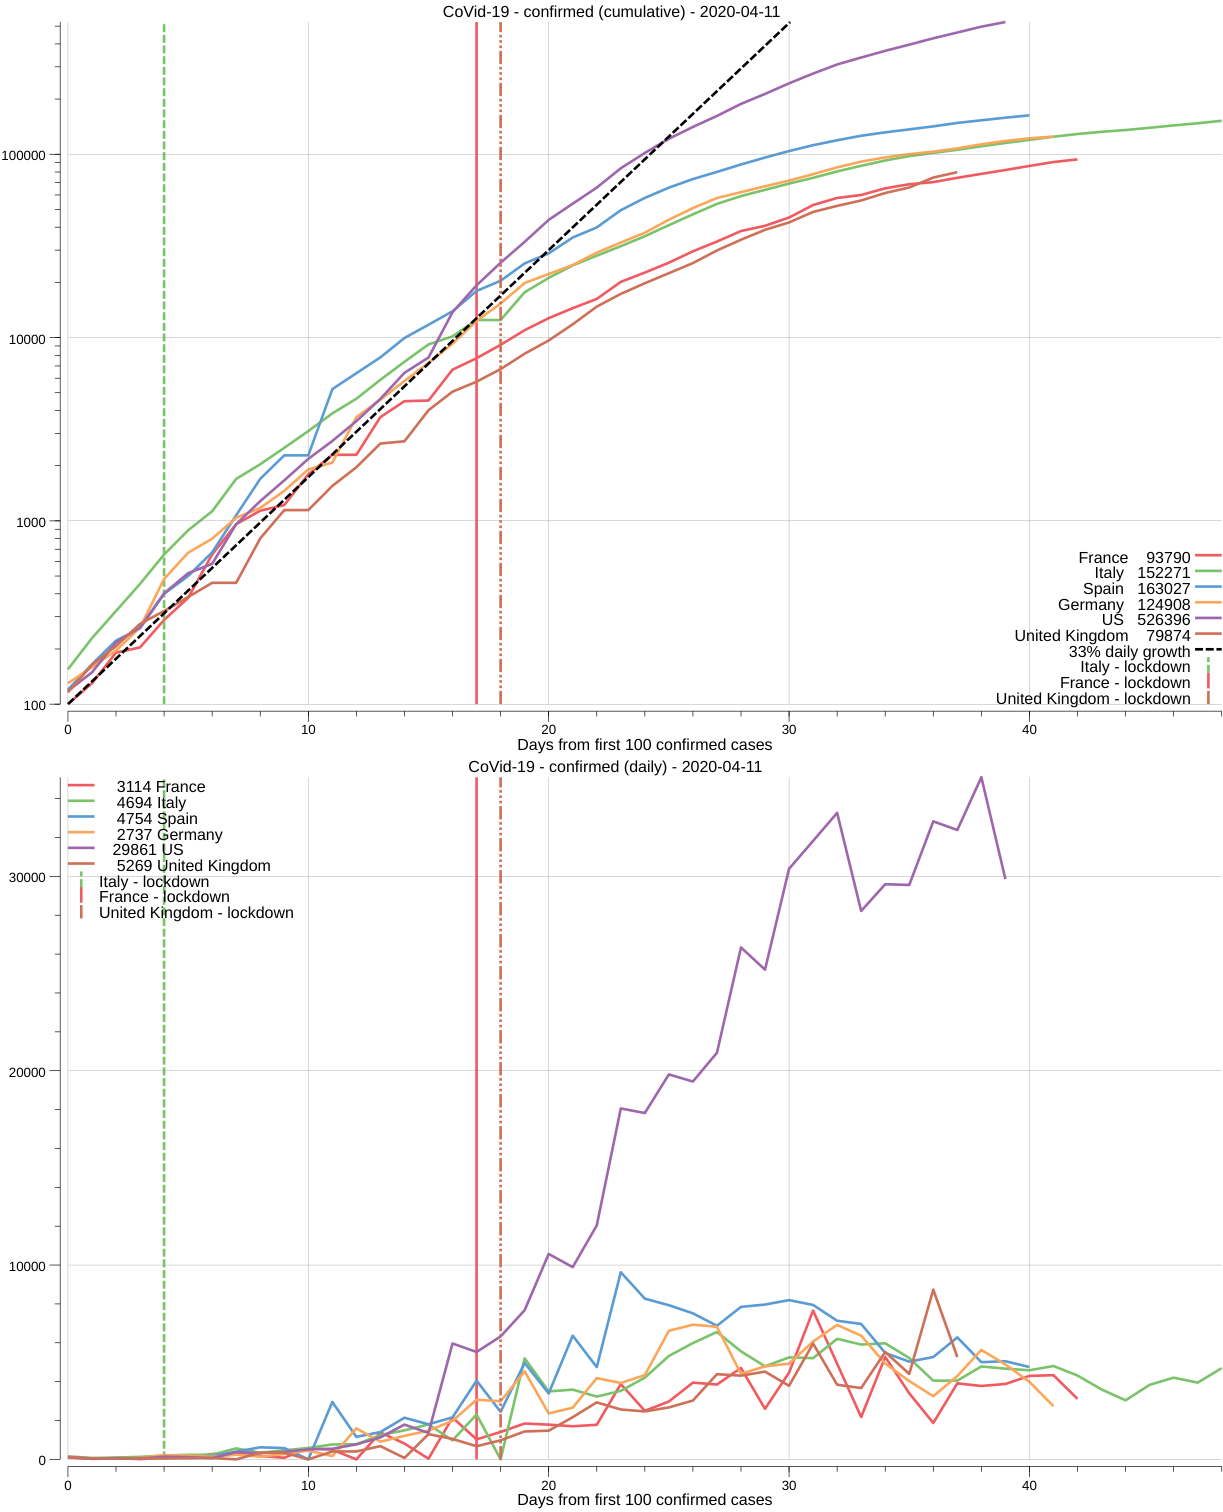 CoVid-19 - confirmed (cumulative) - 2020-04-11
100000
10000
1000
100
France 93790
Italy 152271
Spain 163027
Germany 124908
US 526396
United Kingdom 79874
33% daily growth
Italy - lockdown
France - lockdown
United Kingdom - lockdown
0 10 20 30 40
Days from first 100 confirmed cases
CoVid-19 - confirmed (daily) - 2020-04-11
3114 France
4694 Italy
4754 Spain
2737 Germany
29861 US
5269 United Kingdom
Italy - lockdown
France - lockdown
United Kingdom - lockdown
30000
20000
10000
0
0 10 20 30 40
Days from first 100 confirmed cases